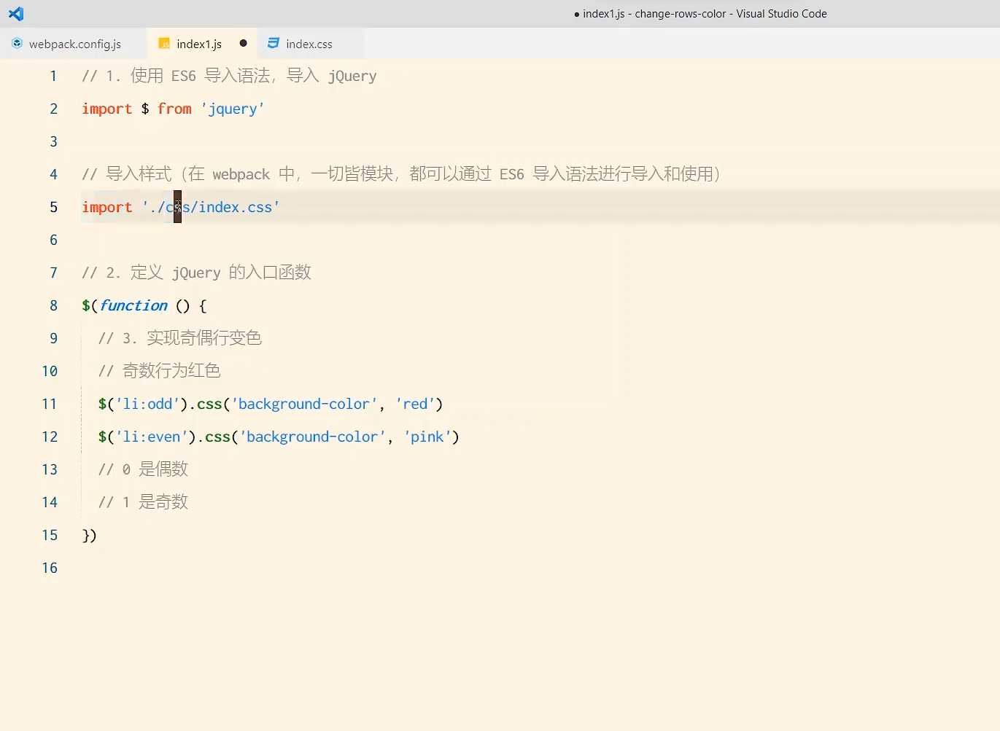 ● index1.js - change-rows-color - Visual Studio Code
webpack.config.js index1.js ● index.css
1 // 1. 使用 ES6 导入语法，导入 jQuery
2 import $ from 'jquery'
3
4 // 导入样式（在 webpack 中，一切皆模块，都可以通过 ES6 导入语法进行导入和使用）
5 import './css/index.css'
6
7 // 2. 定义 jQuery 的入口函数
8 $(function () {
9 // 3. 实现奇偶行变色
10 // 奇数行为红色
11 $('li:odd').css('background-color', 'red')
12 $('li:even').css('background-color', 'pink')
13 // 0 是偶数
14 // 1 是奇数
15 })
16